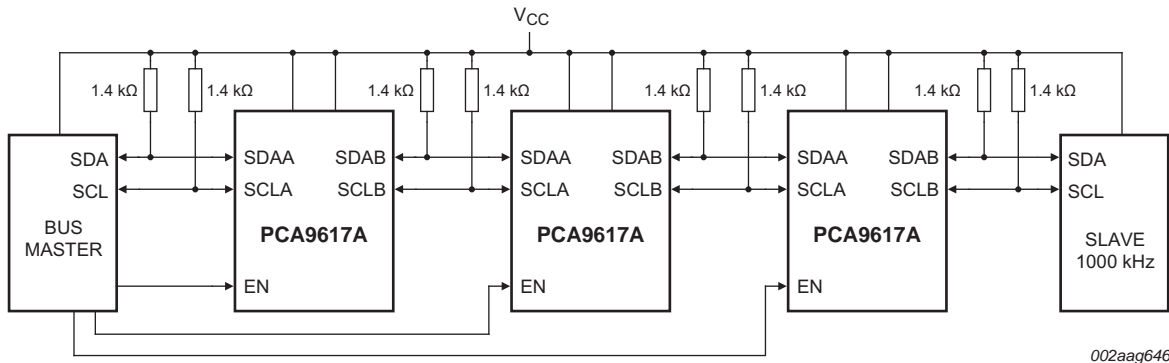 VCC
1.4 kΩ 1.4 kΩ 1.4 kΩ 1.4 kΩ 1.4 kΩ 1.4 kΩ 1.4 kΩ 1.4 kΩ
SDA SDAA SDAB SDAA SDAB SDAA SDAB SDA
SCL SCLA SCLB SCLA SCLB SCLA SCLB SCL
BUS MASTER
PCA9617A PCA9617A PCA9617A
SLAVE
1000 kHz
EN EN EN
002aag646